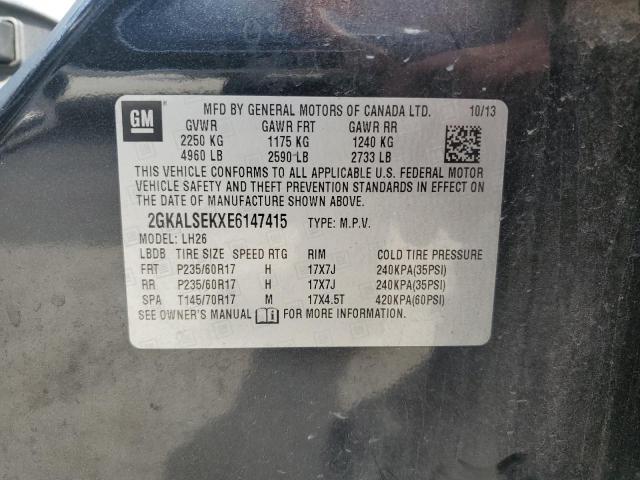 GM
MFD BY GENERAL MOTORS OF CANADA LTD. 10/13
GVWR GAWR FRT GAWR RR
2250 KG 1175 KG 1240 KG
4960 LB 2590 LB 2733 LB
THIS VEHICLE CONFORMS TO ALL APPLICABLE U.S. FEDERAL MOTOR
VEHICLE SAFETY AND THEFT PREVENTION STANDARDS IN EFFECT ON
THE DATE OF MANUFACTURE SHOWN ABOVE.
2GKALSEKXE6147415 TYPE: M.P.V.
MODEL: LH26
LBDB TIRE SIZE SPEED RTG RIM COLD TIRE PRESSURE
FRT P235/60R17 H 17X7J 240KPA(35PSI)
RR P235/60R17 H 17X7J 240KPA(35PSI)
SPA T145/70R17 M 17X4.5T 420KPA(60PSI)
SEE OWNER'S MANUAL FOR MORE INFORMATION.